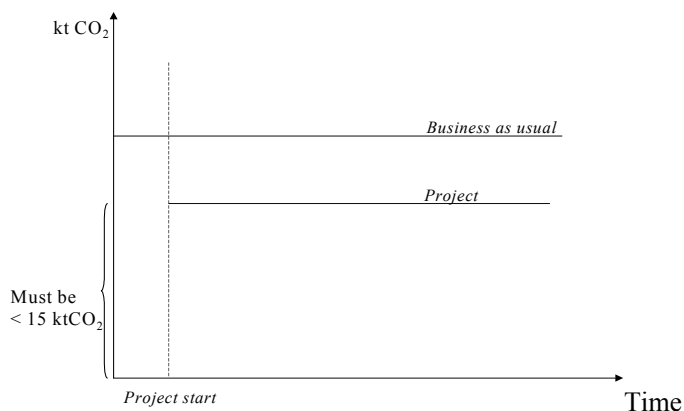 kt CO₂
Business as usual
Project
Must be
< 15 ktCO₂
Project start
Time